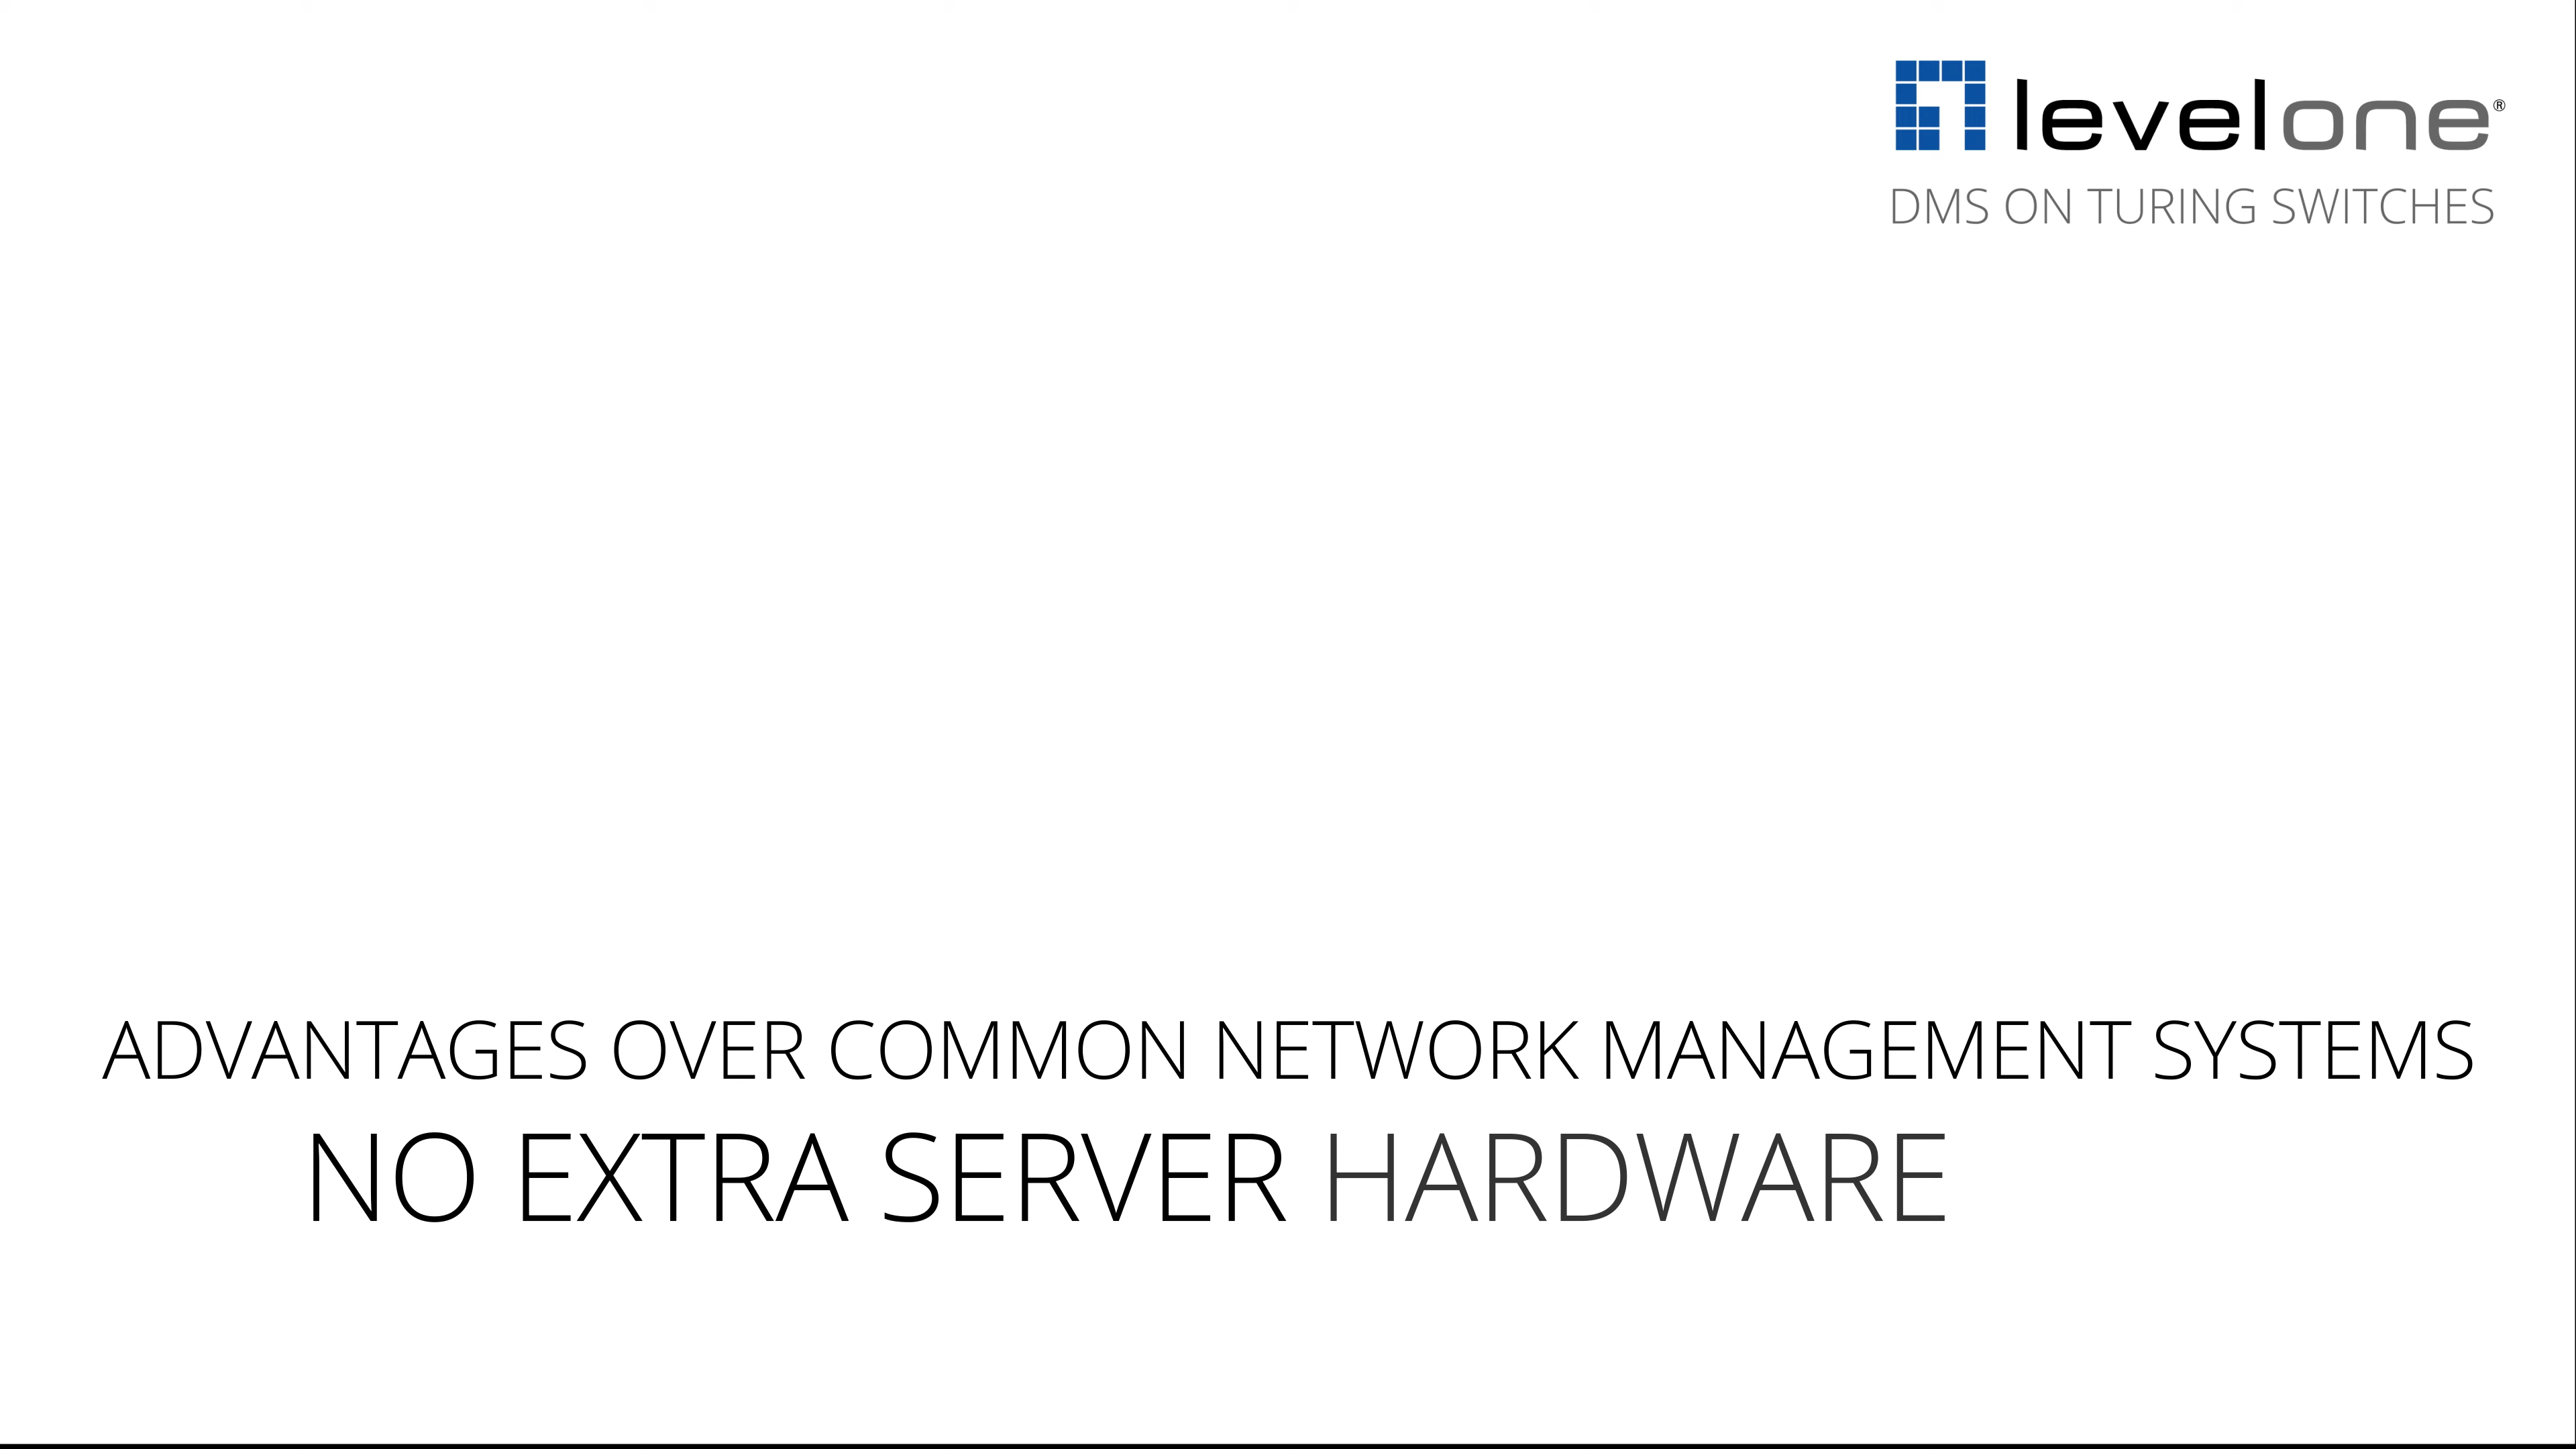 levelone®
DMS ON TURING SWITCHES
ADVANTAGES OVER COMMON NETWORK MANAGEMENT SYSTEMS
NO EXTRA SERVER HARDWARE